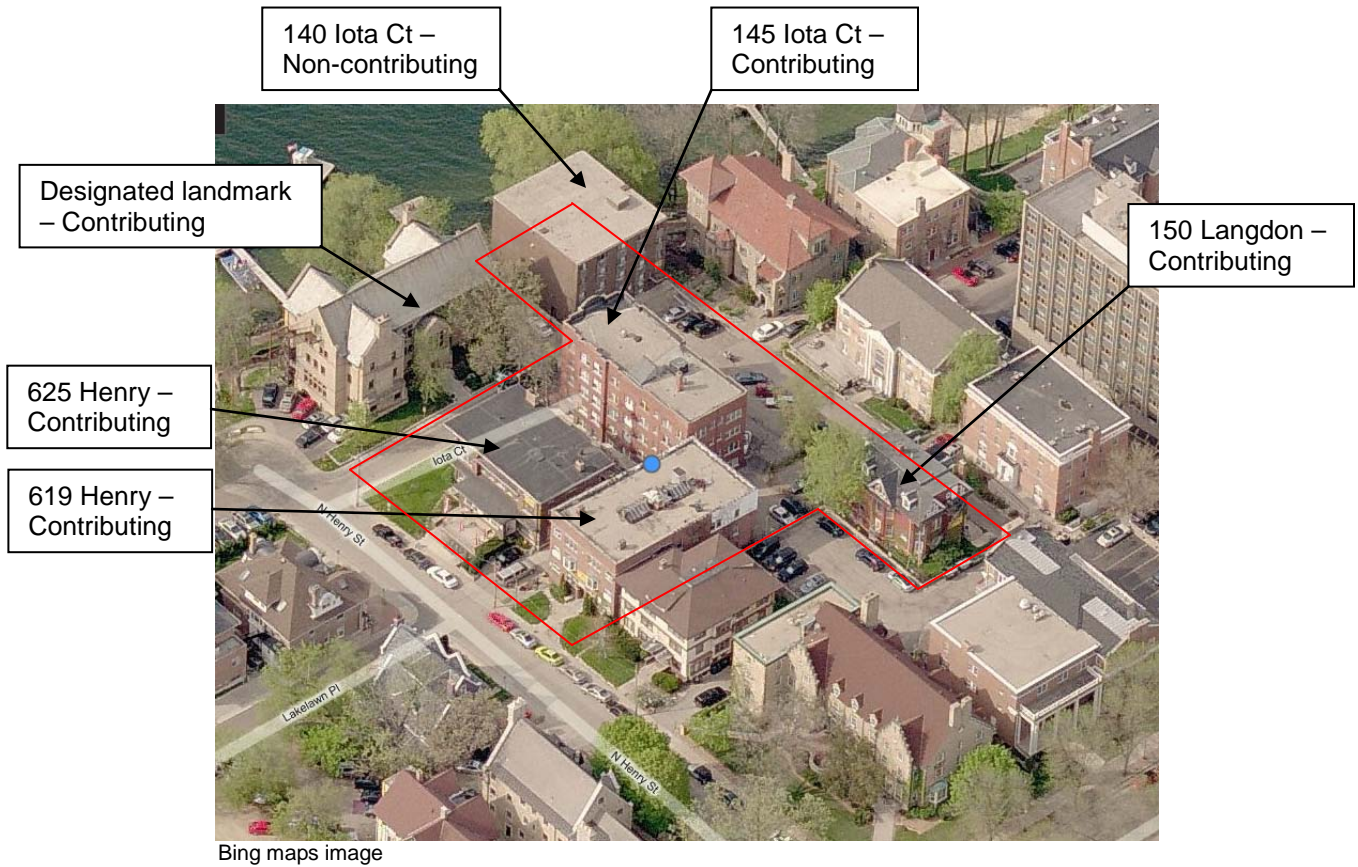 140 Iota Ct –
Non-contributing
145 Iota Ct –
Contributing
Designated landmark
– Contributing
150 Langdon –
Contributing
625 Henry –
Contributing
619 Henry –
Contributing
Iota Ct
N Henry St
Lakelawn Pl
N Henry St
Bing maps image